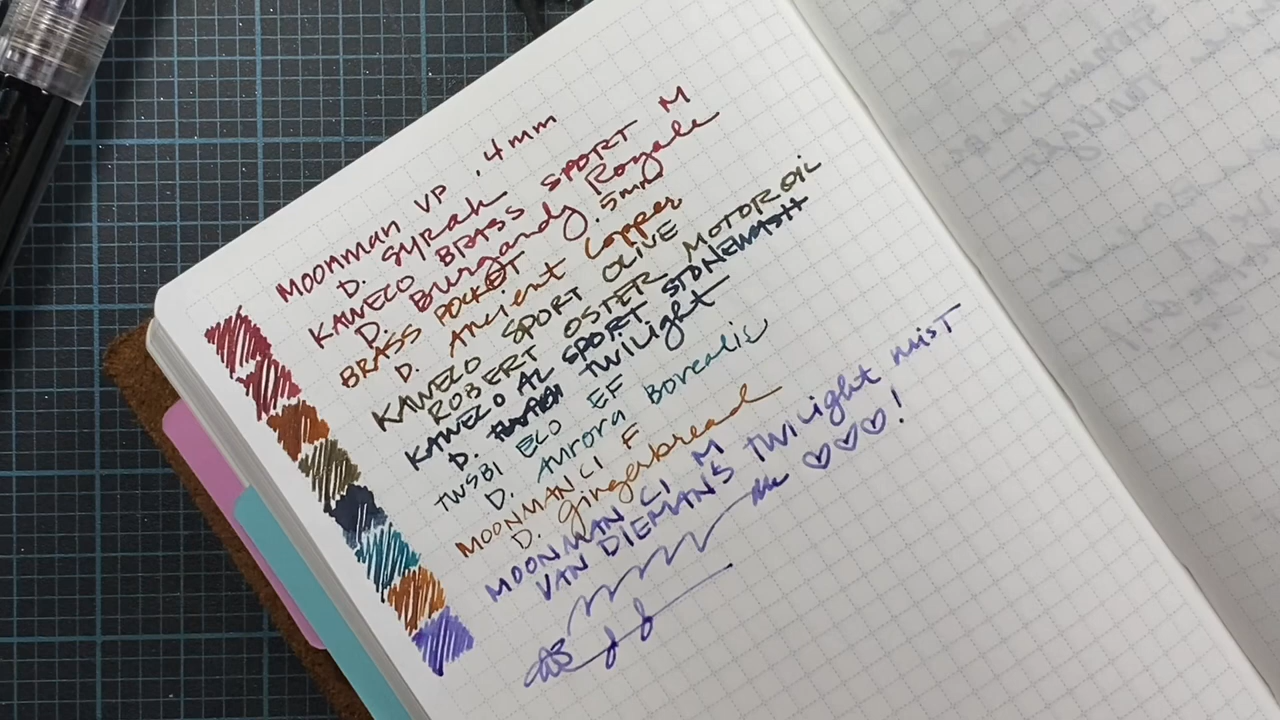 MOONMAN VP .4mm
D. SYRAH
KAWECO BRASS SPORT M
D. Burgandy Royale
BRASS POCKET .5mm
D. Ancient Copper
KAWECO SPORT OLIVE
ROBERT OSTER MOTOR OIL
KAWECO AL SPORT STONEWASH
D. Twilight
TWSBI ECO EF
D. Aurora Borealis
MOONMAN C1 F
D. gingerbread
MOONMAN C1 M
VAN DIEMAN'S TWILIGHT MIST
♡♡♡!